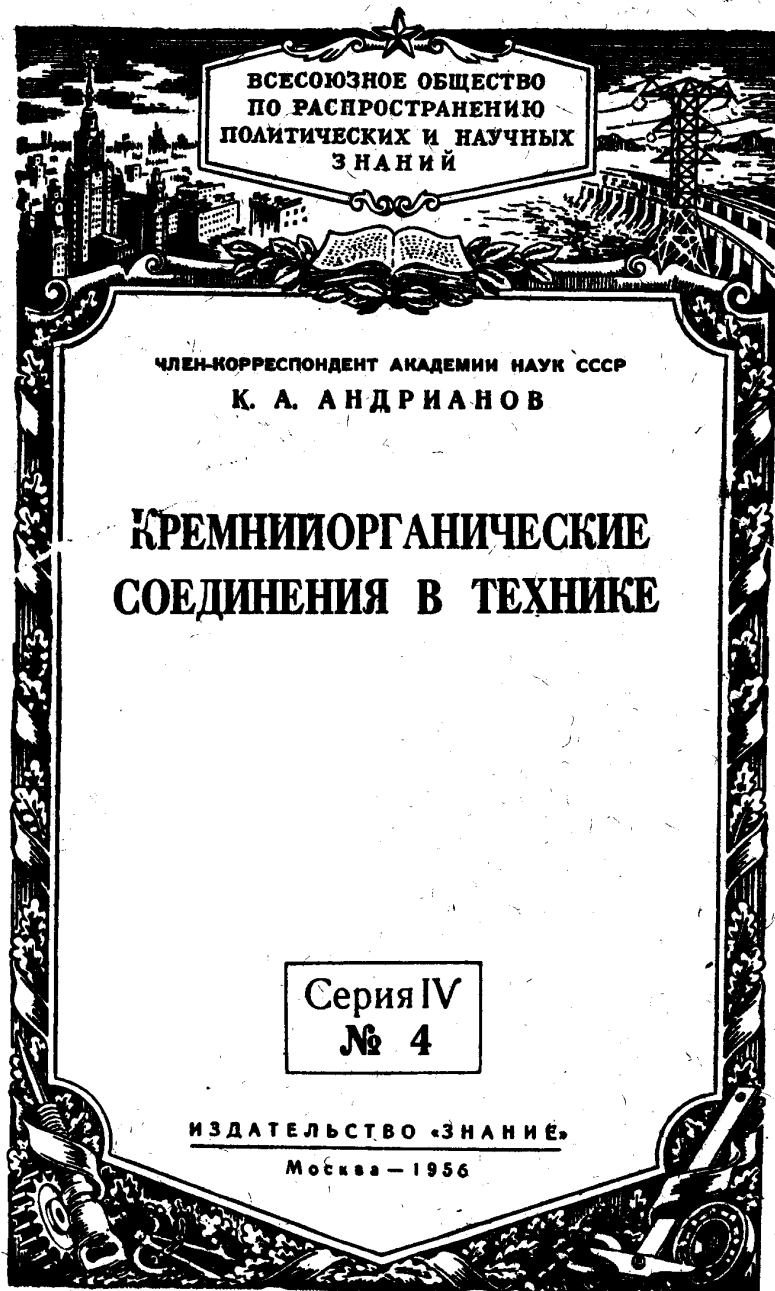 ВСЕСОЮЗНОЕ ОБЩЕСТВО
ПО РАСПРОСТРАНЕНИЮ
ПОЛИТИЧЕСКИХ И НАУЧНЫХ
ЗНАНИЙ
ЧЛЕН-КОРРЕСПОНДЕНТ АКАДЕМИИ НАУК СССР
К. А. АНДРИАНОВ
КРЕМНИЙОРГАНИЧЕСКИЕ
СОЕДИНЕНИЯ В ТЕХНИКЕ
Серия IV
№ 4
ИЗДАТЕЛЬСТВО «ЗНАНИЕ»
Москва — 1956